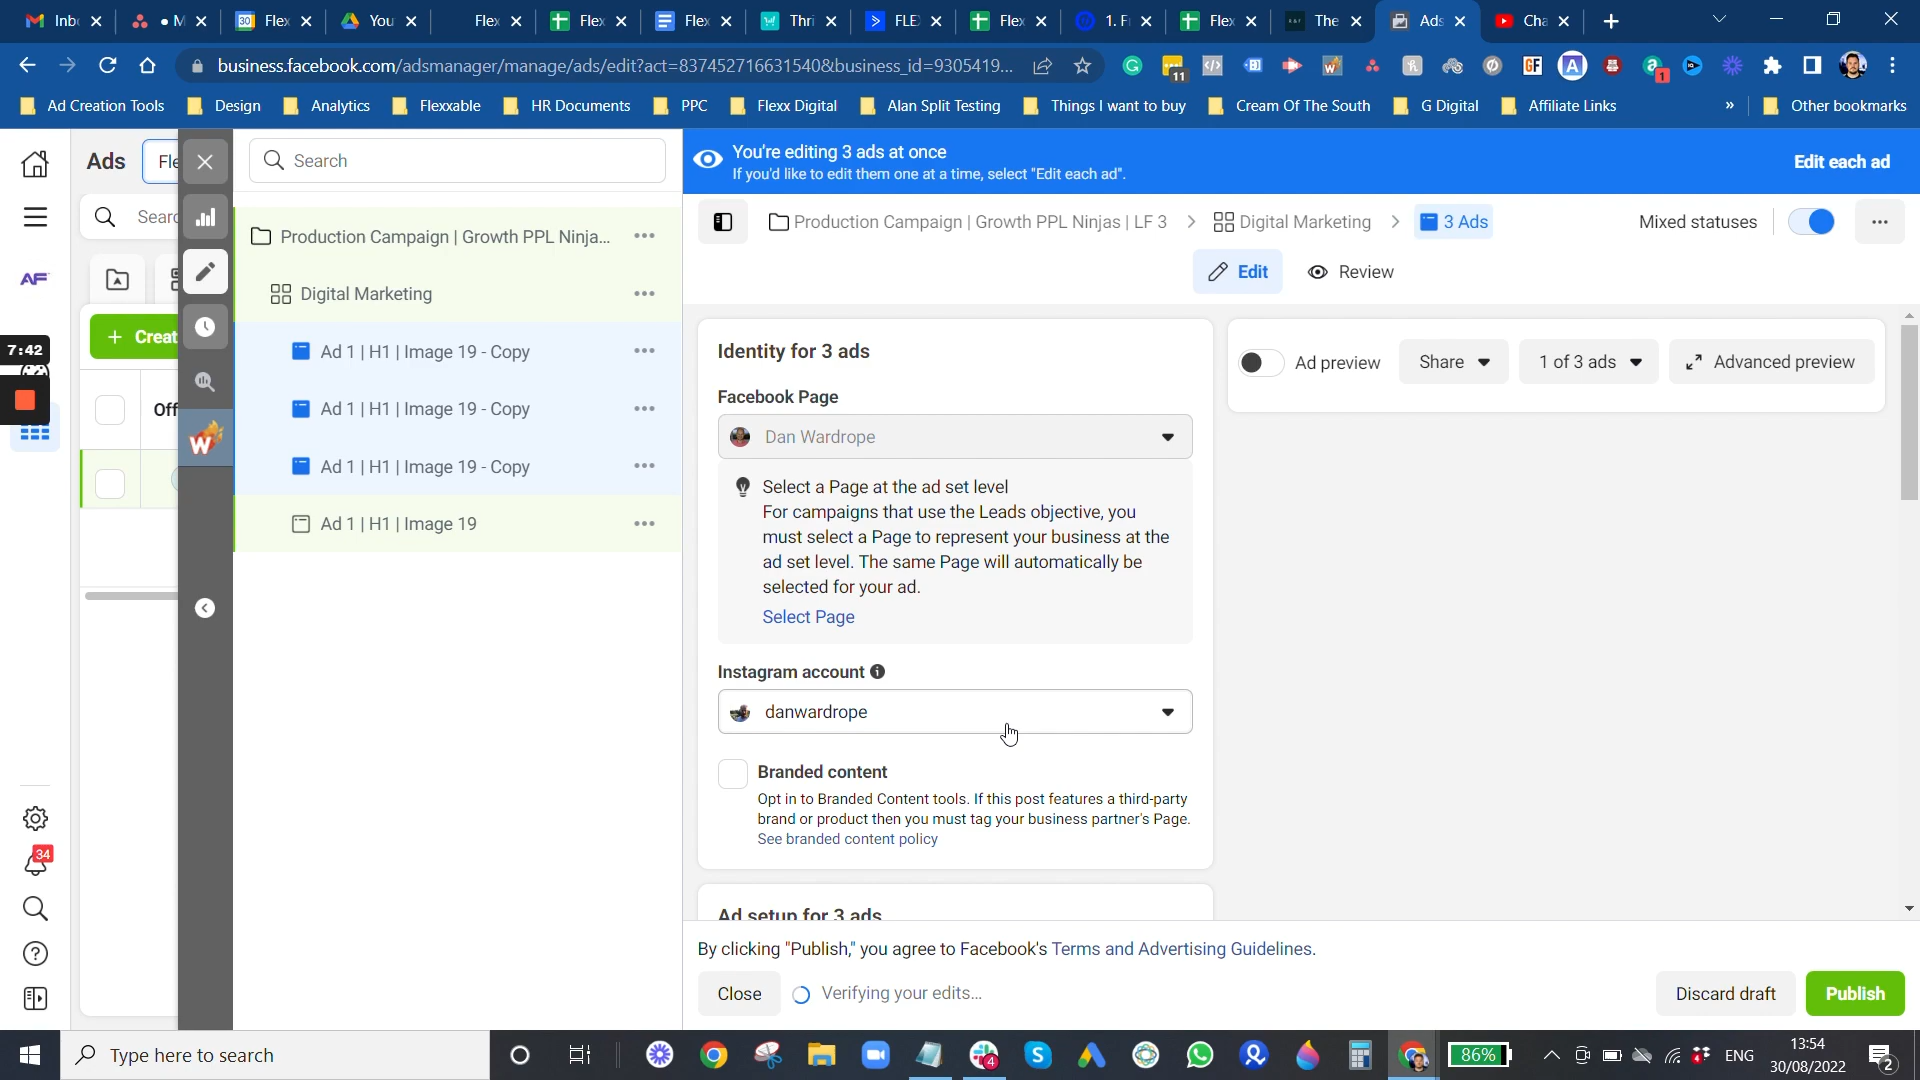 Inb
M
Flex
You
Flex
Flex
Flex
Thri
FLE
Flex
1. F
Flex
The
Ads
Cha
business.facebook.com/adsmanager/manage/ads/edit?act=837452716631540&business_id=9305419...
Ad Creation Tools
Design
Analytics
Flexxable
HR Documents
PPC
Flexx Digital
Alan Split Testing
Things I want to buy
Cream Of The South
G Digital
Affiliate Links
»
Other bookmarks
Ads
Fle
Search
You're editing 3 ads at once
If you'd like to edit them one at a time, select "Edit each ad".
Edit each ad
Sear
Production Campaign | Growth PPL Ninja...
Production Campaign | Growth PPL Ninjas | LF 3
Digital Marketing
3 Ads
Mixed statuses
Edit
Review
AF
Digital Marketing
+ Creat
7:42
Off
Ad 1 | H1 | Image 19 - Copy
Ad 1 | H1 | Image 19 - Copy
Ad 1 | H1 | Image 19 - Copy
Ad 1 | H1 | Image 19
Identity for 3 ads
Facebook Page
Dan Wardrope
Select a Page at the ad set level
For campaigns that use the Leads objective, you
must select a Page to represent your business at the
ad set level. The same Page will automatically be
selected for your ad.
Select Page
Instagram account
danwardrope
Branded content
Opt in to Branded Content tools. If this post features a third-party
brand or product then you must tag your business partner's Page.
See branded content policy
Ad setup for 3 ads
Ad preview
Share
1 of 3 ads
Advanced preview
34
By clicking "Publish," you agree to Facebook's Terms and Advertising Guidelines.
Close
Verifying your edits...
Discard draft
Publish
Type here to search
86%
ENG
13:54
30/08/2022
2